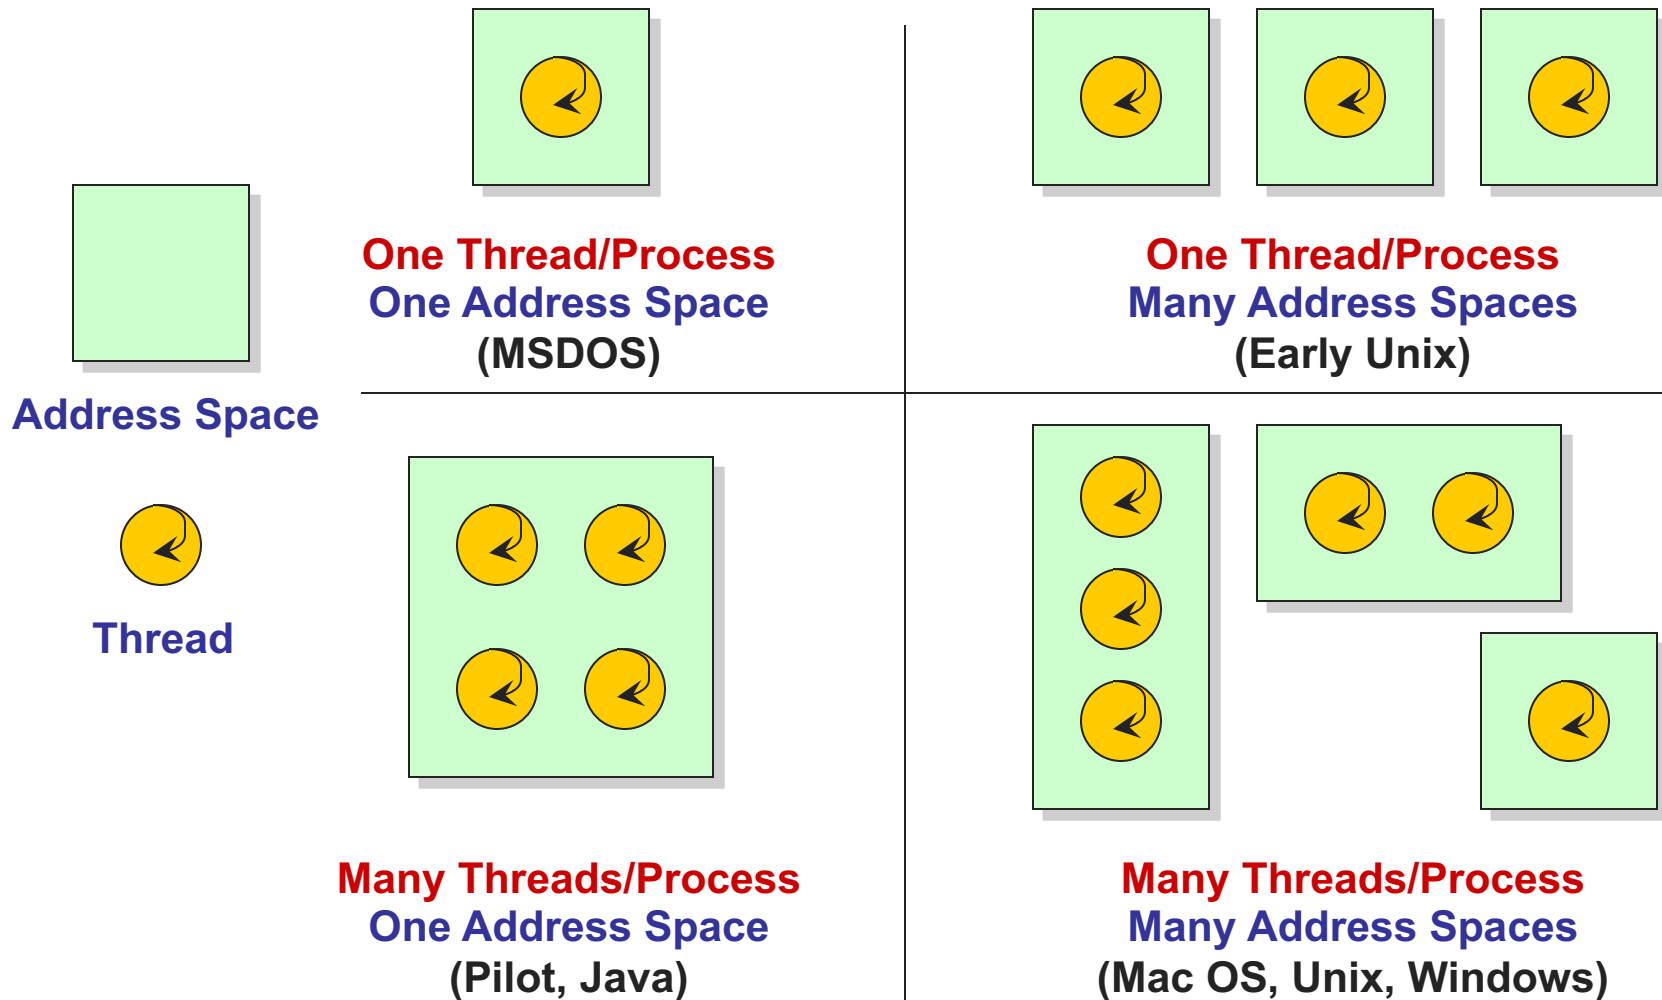 Address Space
Thread
One Thread/Process
One Address Space
(MSDOS)
One Thread/Process
Many Address Spaces
(Early Unix)
Many Threads/Process
One Address Space
(Pilot, Java)
Many Threads/Process
Many Address Spaces
(Mac OS, Unix, Windows)